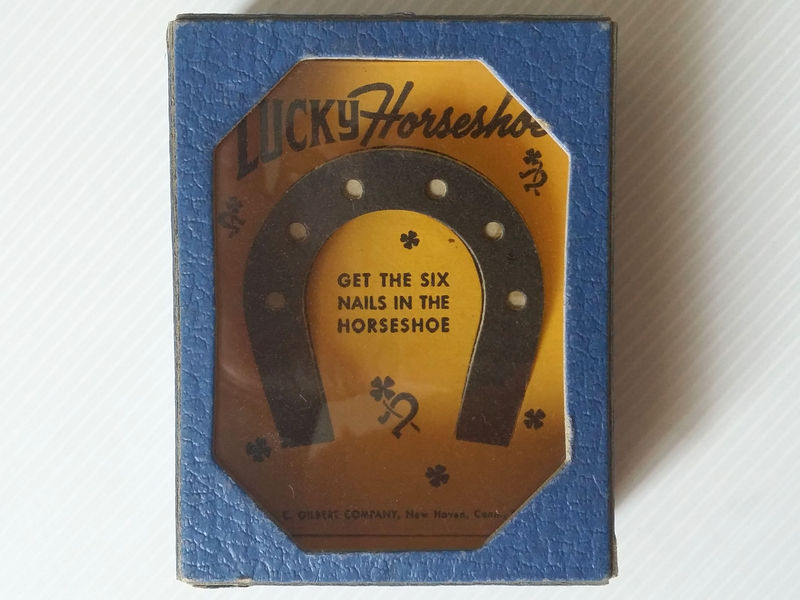 LUCKY Horseshoe
GET THE SIX
NAILS IN THE
HORSESHOE
C. GILBERT COMPANY, New Haven, Conn.,